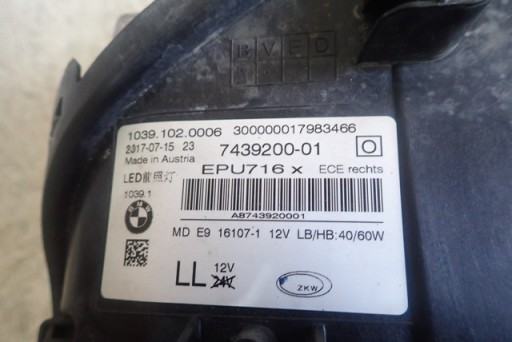 B V E D
A
1039.102.0006 300000017983466
2017-07-15 23 7439200-01
Made in Austria
LED前照灯 EPU716 x ECE rechts
1039.1
BMW
A8743920001
MD E9 16107-1 12V LB/HB:40/60W
LL 12V
24V
ZKW